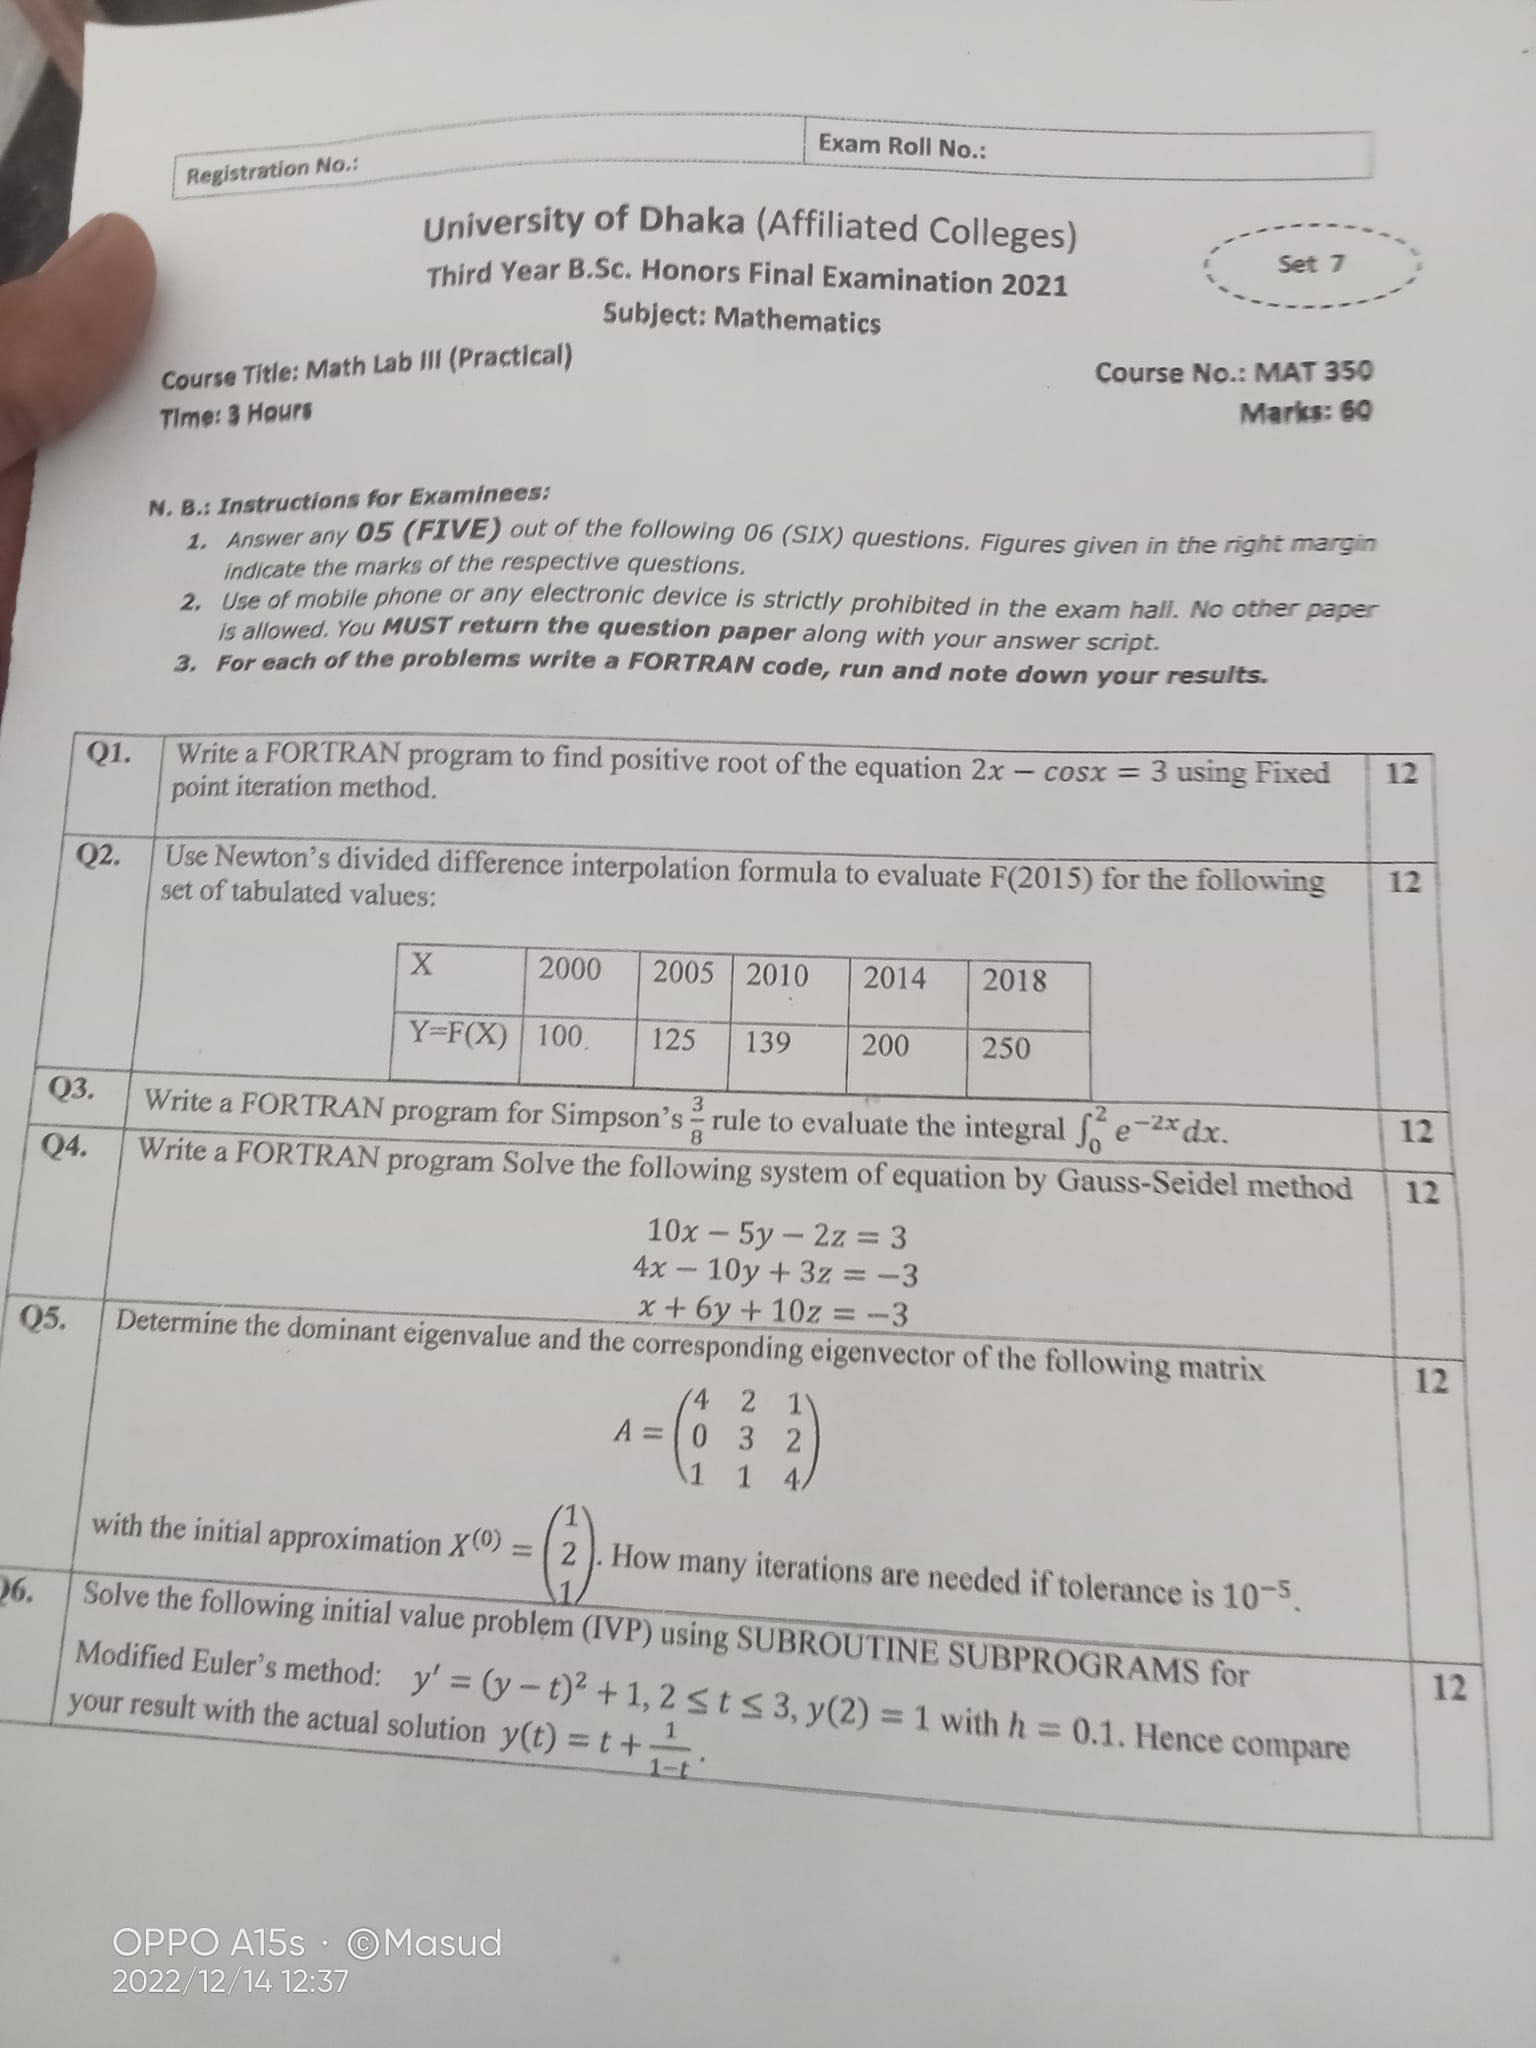 Registration No.:
Exam Roll No.:
University of Dhaka (Affiliated Colleges)
Third Year B.Sc. Honors Final Examination 2021
Subject: Mathematics
Set 7
Course Title: Math Lab III (Practical)
Course No.: MAT 350
Time: 3 Hours
Marks: 60
N. B.: Instructions for Examinees:
1. Answer any 05 (FIVE) out of the following 06 (SIX) questions. Figures given in the right margin
indicate the marks of the respective questions.
2. Use of mobile phone or any electronic device is strictly prohibited in the exam hall. No other paper
is allowed. You MUST return the question paper along with your answer script.
3. For each of the problems write a FORTRAN code, run and note down your results.
Q1. Write a FORTRAN program to find positive root of the equation 2x − cosx = 3 using Fixed 12
point iteration method.
Q2. Use Newton's divided difference interpolation formula to evaluate F(2015) for the following 12
set of tabulated values:
X 2000 2005 2010 2014 2018
Y=F(X) 100 125 139 200 250
Q3. Write a FORTRAN program for Simpson's 3/8 rule to evaluate the integral ∫₀² e⁻²ˣ dx. 12
Q4. Write a FORTRAN program Solve the following system of equation by Gauss-Seidel method 12
10x − 5y − 2z = 3
4x − 10y + 3z = −3
x + 6y + 10z = −3
Q5. Determine the dominant eigenvalue and the corresponding eigenvector of the following matrix 12
A = (4 2 1
0 3 2
1 1 4)
with the initial approximation X⁽⁰⁾ = (1 2 1). How many iterations are needed if tolerance is 10⁻⁵.
Q6. Solve the following initial value problem (IVP) using SUBROUTINE SUBPROGRAMS for 12
Modified Euler's method: y′ = (y − t)² + 1, 2 ≤ t ≤ 3, y(2) = 1 with h = 0.1. Hence compare
your result with the actual solution y(t) = t + 1/(1−t).
OPPO A15s · ©Masud
2022/12/14 12:37